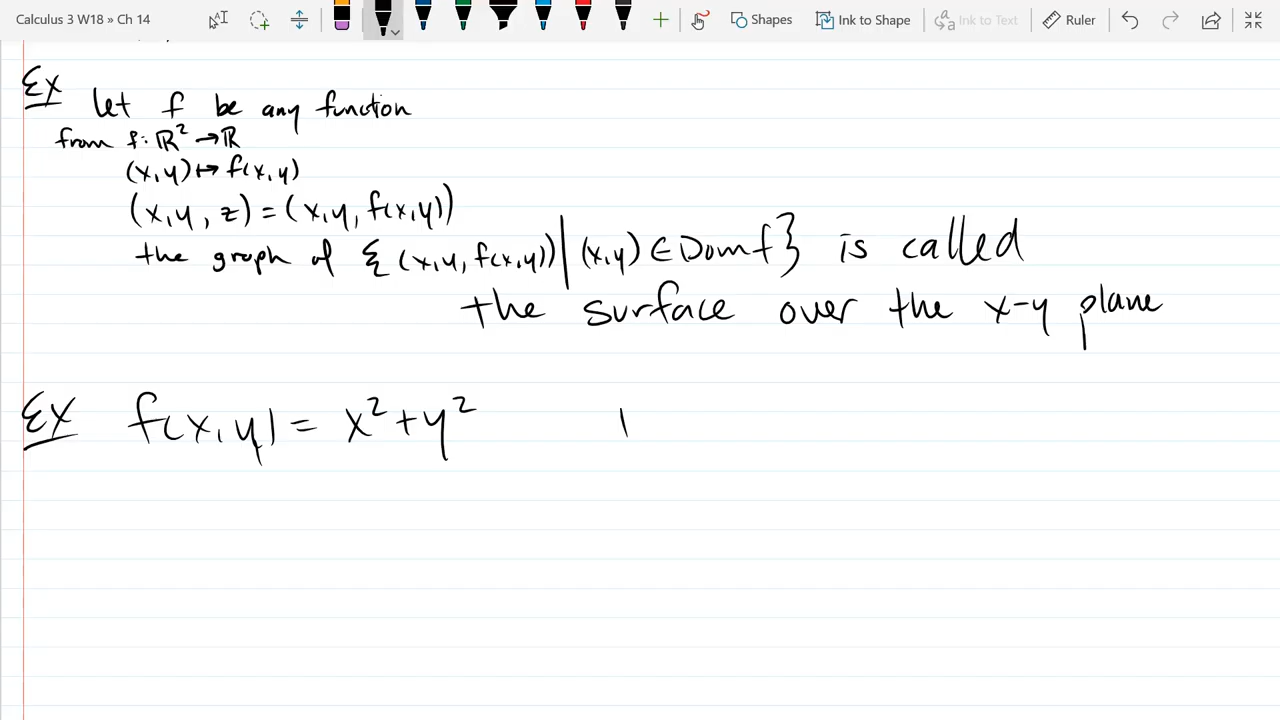 Calculus 3 W18 » Ch 14
Shapes
Ink to Shape
Ink to Text
Ruler
Ex let f be any function
from f: ℝ² → ℝ
(x,y) ↦ f(x,y)
(x,y,z) = (x,y,f(x,y))
the graph of {(x,y,f(x,y)) | (x,y) ∈ Dom f} is called
the surface over the x-y plane
Ex f(x,y) = x² + y²